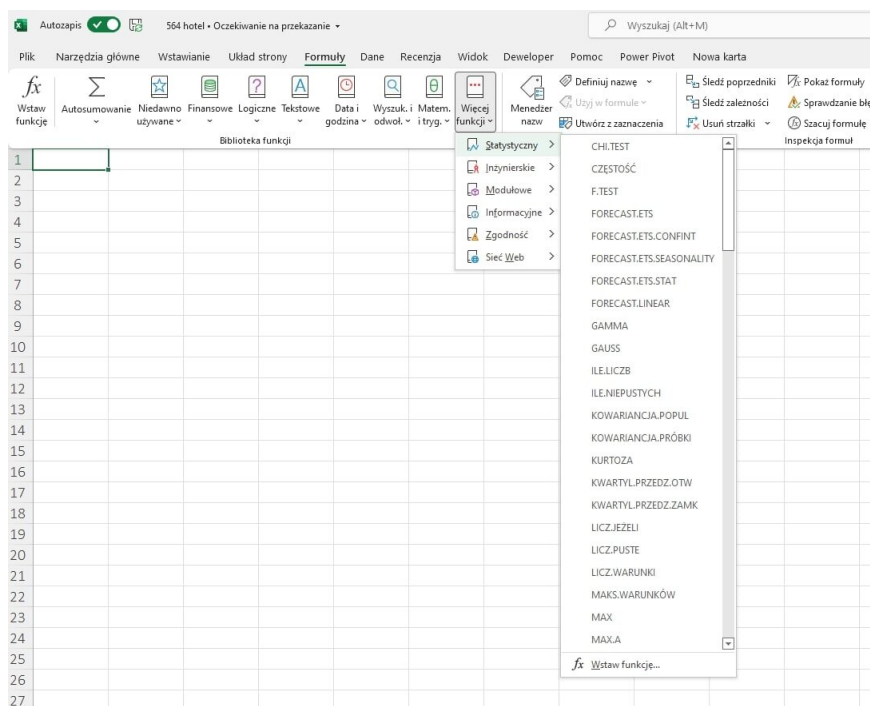 Autozapis 564 hotel • Oczekiwanie na przekazanie Wyszukaj (Alt+M)
Plik Narzędzia główne Wstawianie Układ strony Formuły Dane Recenzja Widok Deweloper Pomoc Power Pivot Nowa karta
Wstaw funkcję
Autosumowanie
Niedawno używane
Finansowe
Logiczne
Tekstowe
Data i godzina
Wyszuk. i odwoł.
Matem. i tryg.
Więcej funkcji
Biblioteka funkcji
Menedżer nazw
Definiuj nazwę
Użyj w formule
Utwórz z zaznaczenia
Śledź poprzedniki
Śledź zależności
Usuń strzałki
Pokaż formuły
Sprawdzanie błę
Szacuj formułę
Inspekcja formuł
Statystyczny
Inżynierskie
Modułowe
Informacyjne
Zgodność
Sieć Web
CHI.TEST
CZĘSTOŚĆ
F.TEST
FORECAST.ETS
FORECAST.ETS.CONFINT
FORECAST.ETS.SEASONALITY
FORECAST.ETS.STAT
FORECAST.LINEAR
GAMMA
GAUSS
ILE.LICZB
ILE.NIEPUSTYCH
KOWARIANCJA.POPUL
KOWARIANCJA.PRÓBKI
KURTOZA
KWARTYL.PRZEDZ.OTW
KWARTYL.PRZEDZ.ZAMK
LICZ.JEŻELI
LICZ.PUSTE
LICZ.WARUNKI
MAKS.WARUNKÓW
MAX
MAX.A
fx Wstaw funkcję...
1
2
3
4
5
6
7
8
9
10
11
12
13
14
15
16
17
18
19
20
21
22
23
24
25
26
27